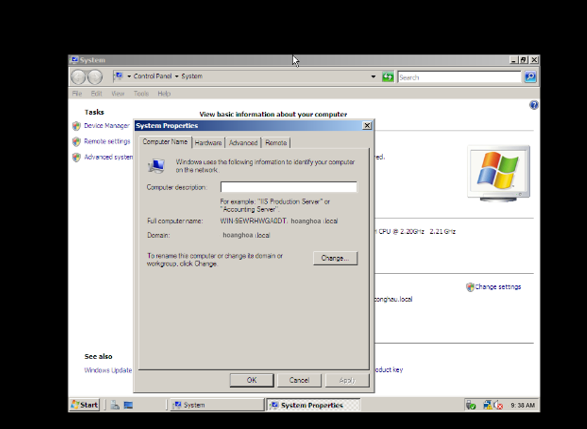 System
Control Panel ▸ System
Search
File Edit View Tools Help
Tasks
Device Manager
Remote settings
Advanced system
View basic information about your computer
System Properties
Computer Name Hardware Advanced Remote
Windows uses the following information to identify your computer
on the network.
Computer description:
For example: "IIS Production Server" or
"Accounting Server".
Full computer name: hoanghoa.local
Domain: hoanghoa.local
To rename this computer or change its domain or
workgroup, click Change.
Change...
OK Cancel Apply
ed.
CPU @ 2.20GHz 2.21 GHz
Change settings
onghau.local
oduct key
See also
Windows Update
Start System System Properties 9:38 AM